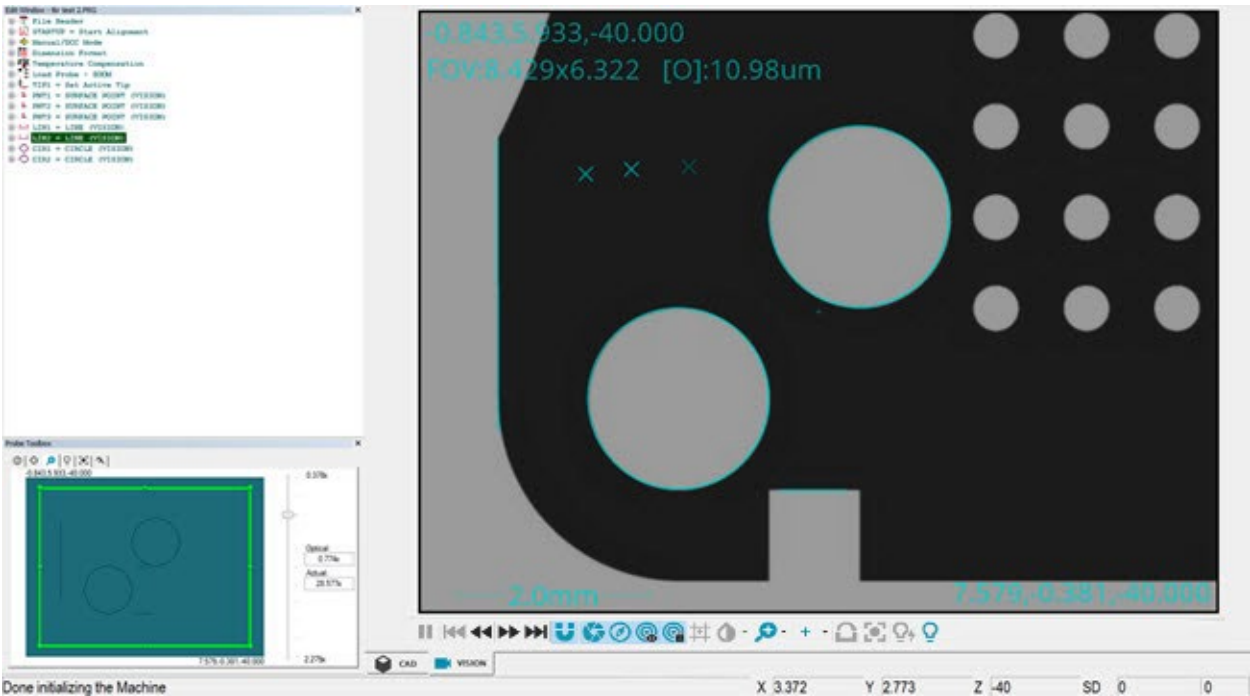 Edit Window - Nr test 2.PRG
File Header
STARTUP = Start Alignment
Manual/DCC Mode
Dimension Format
Temperature Compensation
Load Probe - ZOOM
TIP1 = Set Active Tip
PNT1 = SURFACE POINT (VISION)
PNT2 = SURFACE POINT (VISION)
PNT3 = SURFACE POINT (VISION)
LIN1 = LINE (VISION)
LIN2 = LINE (VISION)
CIR1 = CIRCLE (VISION)
CIR2 = CIRCLE (VISION)
-0.843,5.933,-40.000
FOV:8.429x6.322 [O]:10.98um
2.0mm
7.579,-0.381,-40.000
Probe Toolbox
-0.843,5.933,-40.000
0.378x
Optical
0.774x
Actual
28.577x
7.579,-0.381,-40.000
2.279x
CAD
VISION
Done initializing the Machine
X 3.372
Y 2.773
Z -40
SD 0
0